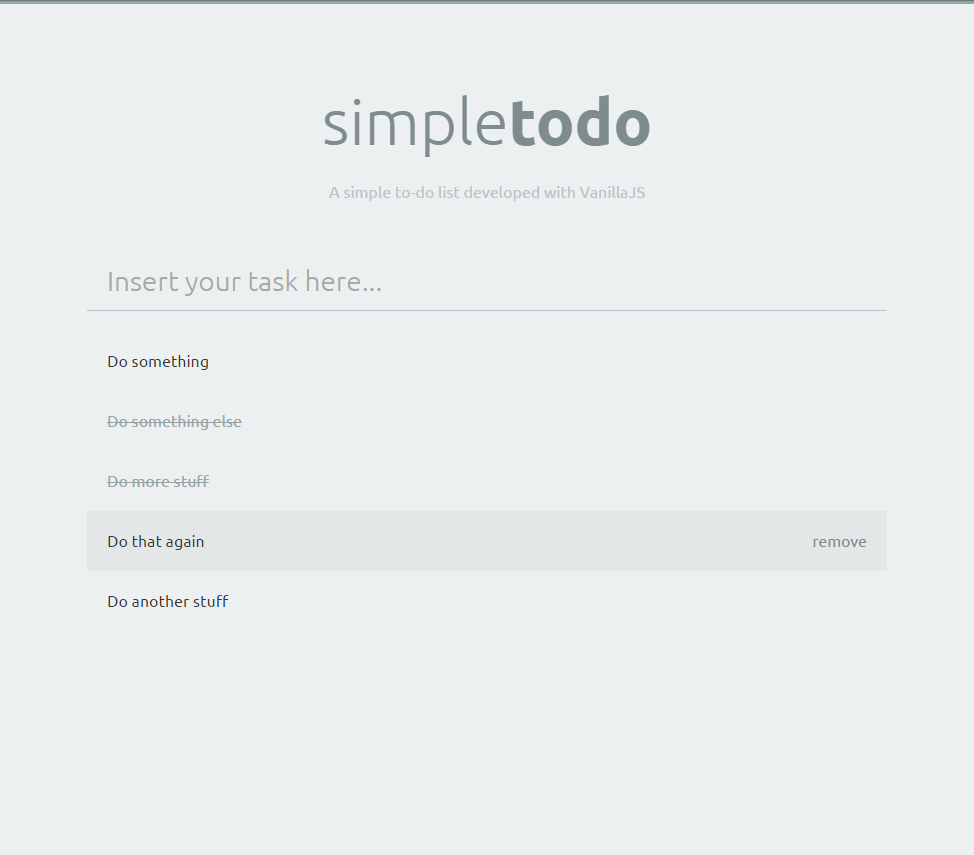 simpletodo
A simple to-do list developed with VanillaJS
Insert your task here...
Do something
Do something else
Do more stuff
Do that again remove
Do another stuff